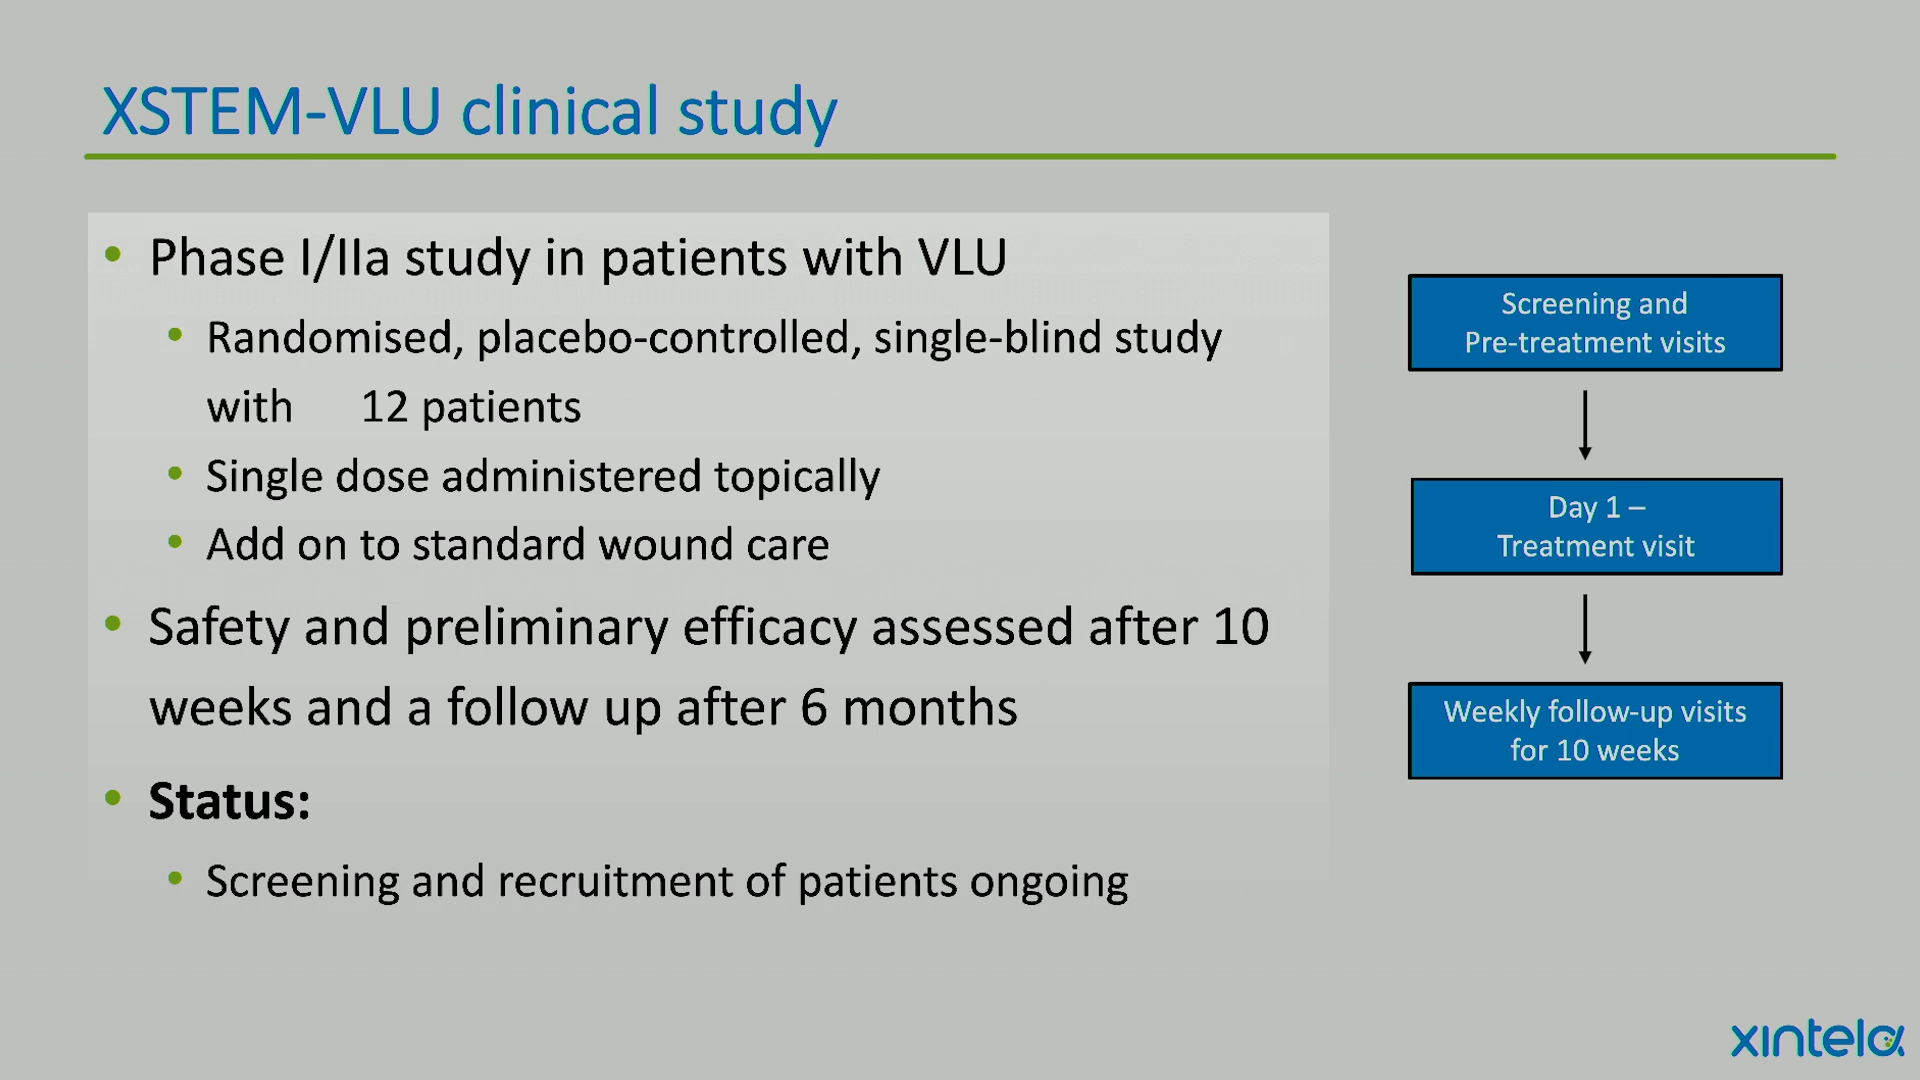 XSTEM-VLU clinical study
• Phase I/IIa study in patients with VLU
• Randomised, placebo-controlled, single-blind study
with 12 patients
• Single dose administered topically
• Add on to standard wound care
• Safety and preliminary efficacy assessed after 10
weeks and a follow up after 6 months
• Status:
• Screening and recruitment of patients ongoing
Screening and
Pre-treatment visits
Day 1 –
Treatment visit
Weekly follow-up visits
for 10 weeks
xintela